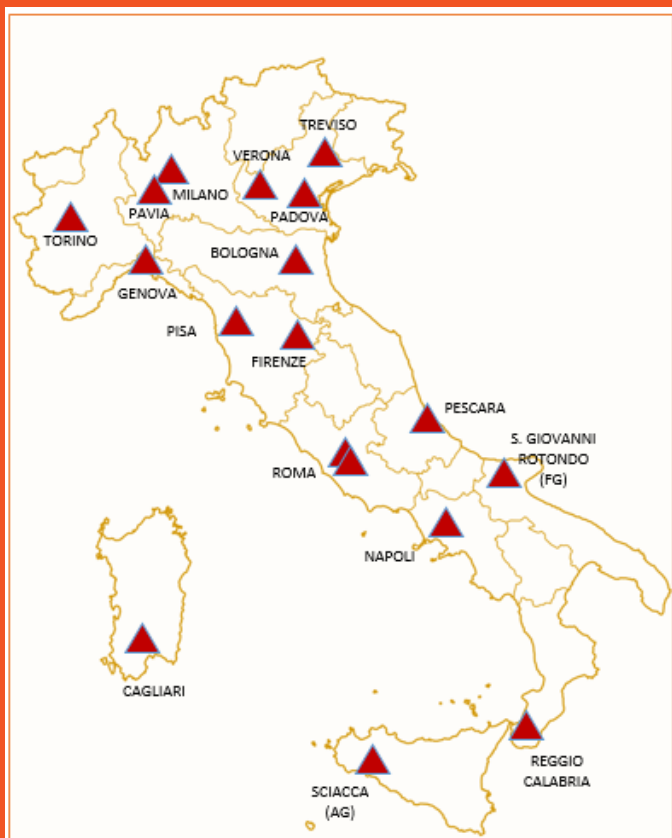 TREVISO
VERONA
MILANO
PAVIA
PADOVA
TORINO
BOLOGNA
GENOVA
PISA
FIRENZE
PESCARA
S. GIOVANNI
ROTONDO
(FG)
ROMA
NAPOLI
CAGLIARI
REGGIO
CALABRIA
SCIACCA
(AG)